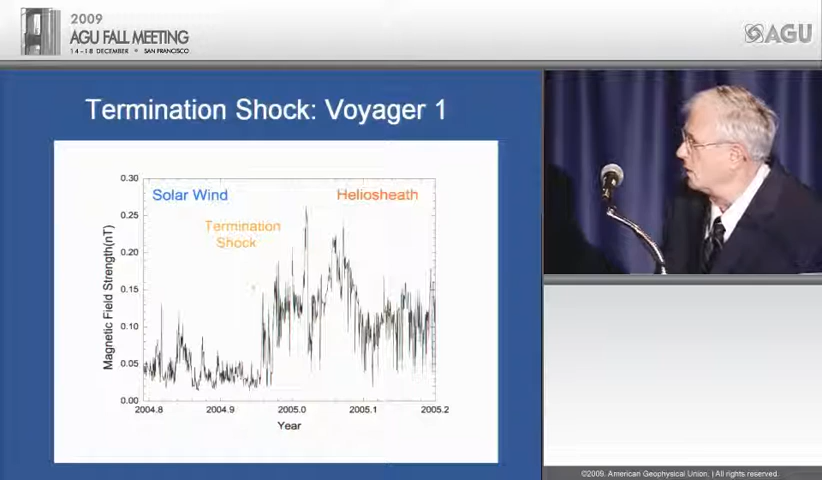 2009
AGU FALL MEETING
14-18 DECEMBER • SAN FRANCISCO
AGU
Termination Shock: Voyager 1
0.30
Solar Wind
Heliosheath
0.25
Termination
Shock
0.20
0.15
0.10
0.05
0.00
Magnetic Field Strength(nT)
2004.8 2004.9 2005.0 2005.1 2005.2
Year
©2009. American Geophysical Union. | All rights reserved.